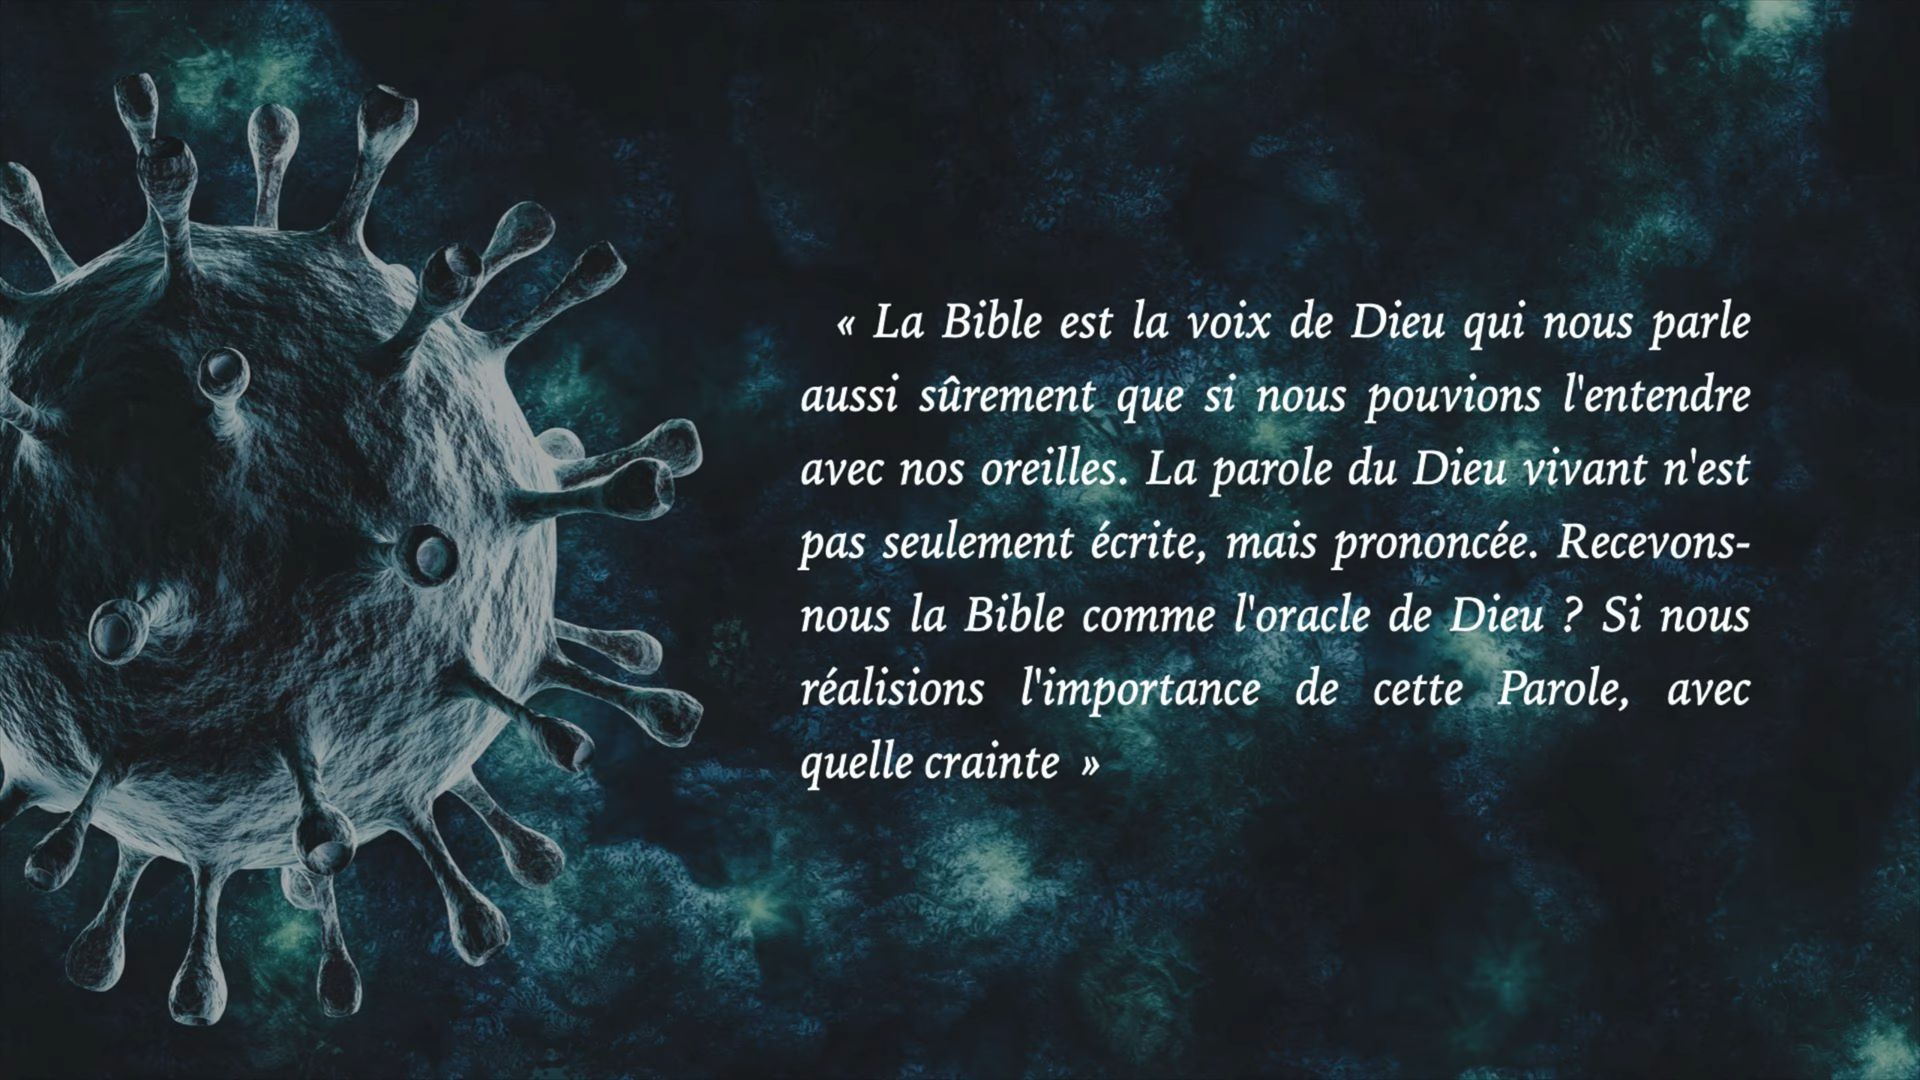 « La Bible est la voix de Dieu qui nous parle
aussi sûrement que si nous pouvions l'entendre
avec nos oreilles. La parole du Dieu vivant n'est
pas seulement écrite, mais prononcée. Recevons-
nous la Bible comme l'oracle de Dieu ? Si nous
réalisions l'importance de cette Parole, avec
quelle crainte »